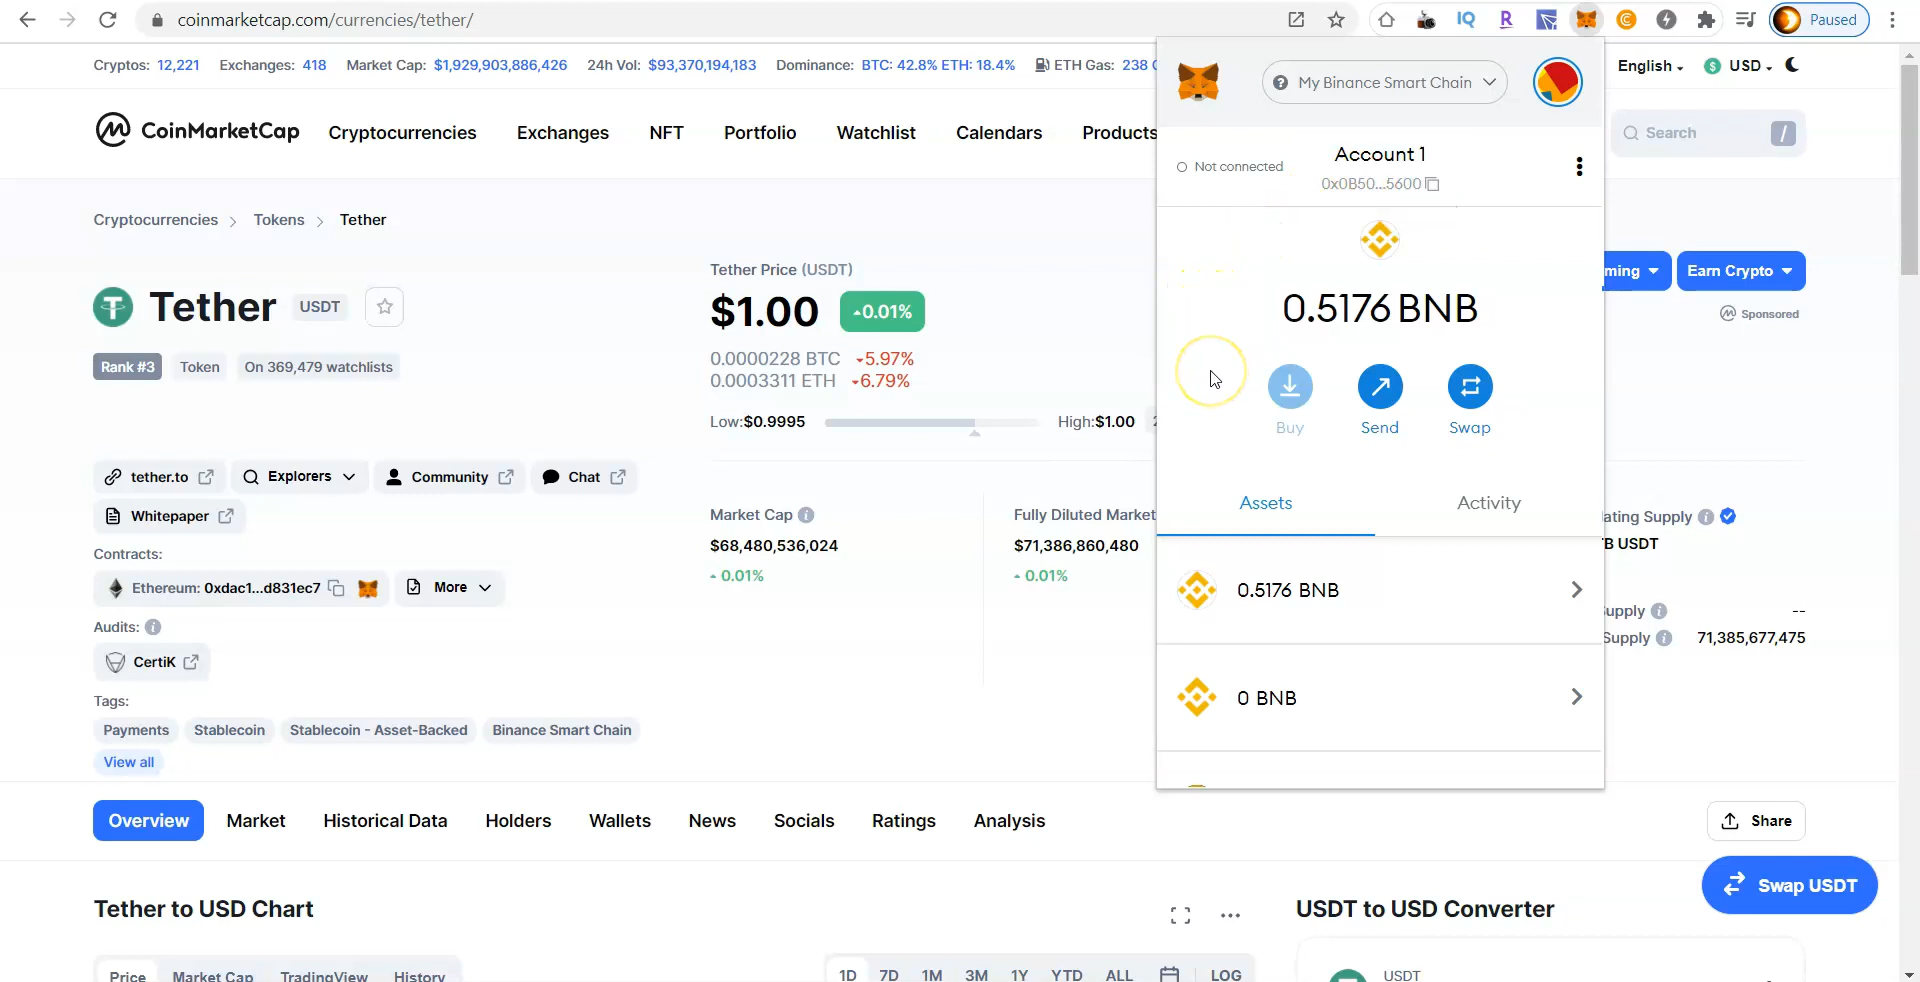 coinmarketcap.com/currencies/tether/
IQ
R
Paused
Cryptos: 12,221 Exchanges: 418 Market Cap: $1,929,903,886,426 24h Vol: $93,370,194,183 Dominance: BTC: 42.8% ETH: 18.4% ETH Gas: 238
English
USD
CoinMarketCap
Cryptocurrencies Exchanges NFT Portfolio Watchlist Calendars Products
Search /
My Binance Smart Chain
Not connected
Account 1
0x0B50...5600
0.5176 BNB
Buy Send Swap
Assets Activity
0.5176 BNB
0 BNB
Cryptocurrencies > Tokens > Tether
Tether USDT
Rank #3 Token On 369,479 watchlists
Tether Price (USDT)
$1.00 0.01%
0.0000228 BTC 5.97%
0.0003311 ETH 6.79%
Low:$0.9995 High:$1.00
Earn Crypto
Sponsored
tether.to Explorers Community Chat
Whitepaper
Contracts:
Ethereum: 0xdac1...d831ec7 More
Audits:
CertiK
Tags:
Payments Stablecoin Stablecoin - Asset-Backed Binance Smart Chain
View all
Market Cap
$68,480,536,024
0.01%
Fully Diluted Market
$71,386,860,480
0.01%
Supply
USDT
--
Supply 71,385,677,475
Overview Market Historical Data Holders Wallets News Socials Ratings Analysis
Share
Swap USDT
Tether to USD Chart
USDT to USD Converter
Price Market Cap TradingView History
1D 7D 1M 3M 1Y YTD ALL LOG
USDT